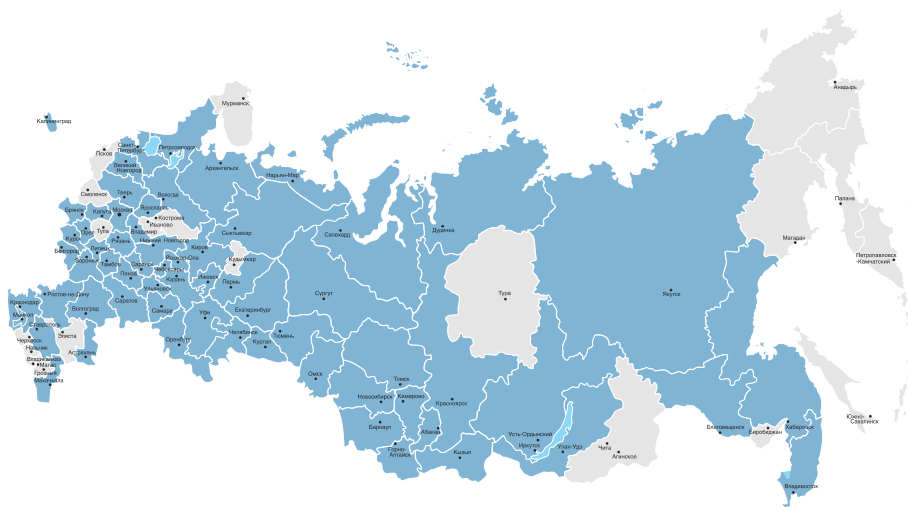 Анадырь
Мурманск
Калининград
Санкт-
Петербург
Петрозаводск
Псков
Великий
Новгород
Архангельск
Нарьян-Мар
Смоленск
Тверь
Вологда
Палана
Брянск
Калуга
Москва
Ярославль
Кострома
Иваново
Орел
Тула
Владимир
Сыктывкар
Салехард
Дудинка
Курск
Рязань
Нижний Новгород
Магадан
Белгород
Липецк
Киров
Воронеж
Тамбов
Саранск
Йошкар-Ола
Чебоксары
Кудымкар
Петропавловск
-Камчатский
Пенза
Казань
Ижевск
Пермь
Ульяновск
Ростов-на-Дону
Сургут
Тура
Якутск
Краснодар
Саратов
Майкоп
Волгоград
Самара
Уфа
Екатеринбург
Ставрополь
Элиста
Челябинск
Тюмень
Черкесск
Оренбург
Курган
Нальчик
Астрахань
Владикавказ
Магас
Грозный
Махачкала
Омск
Томск
Новосибирск
Кемерово
Красноярск
Барнаул
Абакан
Усть-Ордынский
Благовещенск
Биробиджан
Хабаровск
Южно-
Сахалинск
Горно-
Алтайск
Кызыл
Иркутск
Улан-Удэ
Чита
Агинское
Владивосток